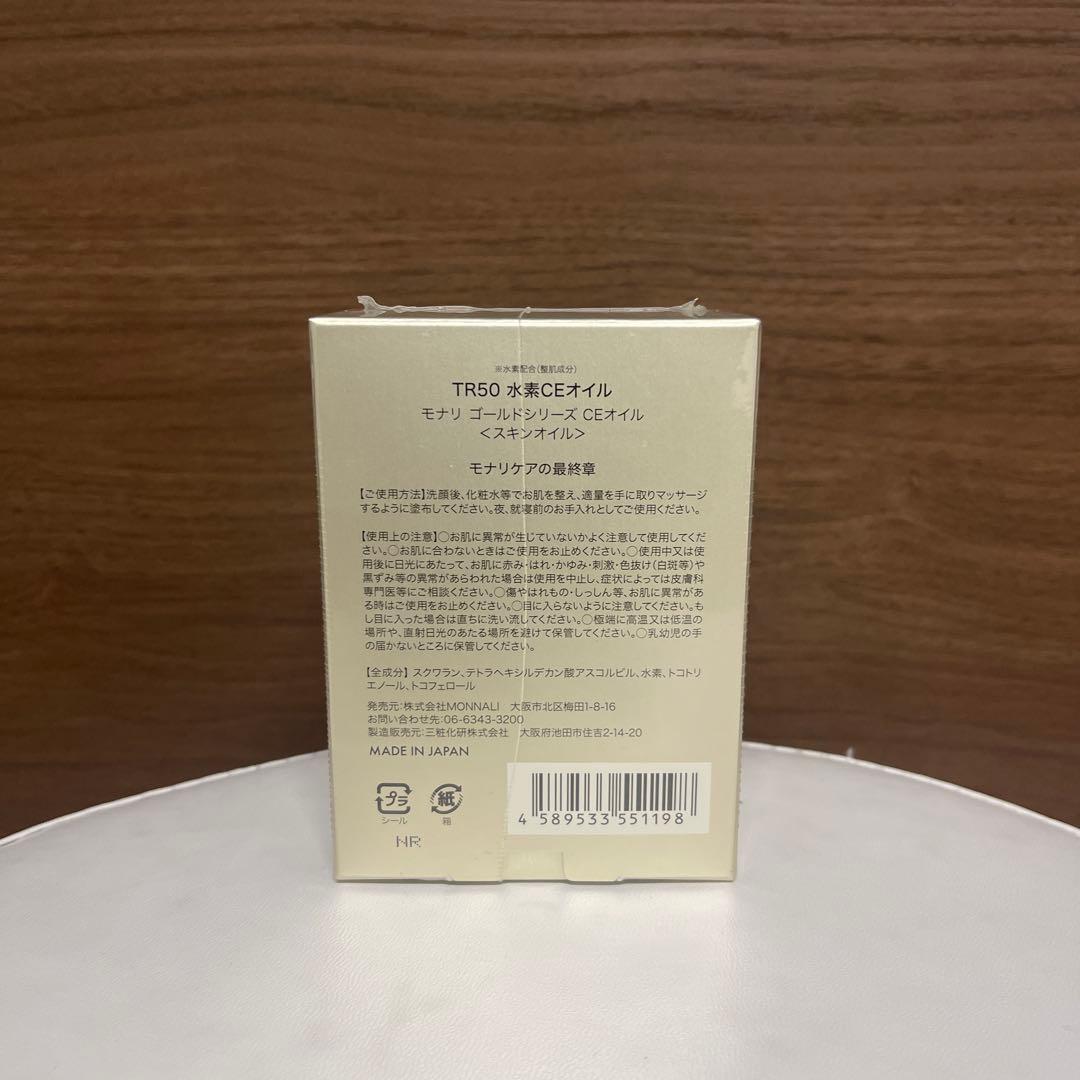 ※水素配合(整肌成分)
TR50 水素CEオイル
モナリ ゴールドシリーズ CEオイル
＜スキンオイル＞
モナリケアの最終章
【ご使用方法】洗顔後、化粧水等でお肌を整え、適量を手に取りマッサージ
するように塗布してください。夜、就寝前のお手入れとしてご使用ください。
【使用上の注意】○お肌に異常が生じていないかよく注意して使用してくだ
さい。○お肌に合わないときはご使用をお止めください。○使用中又は使
用後に日光にあたって、お肌に赤み・はれ・かゆみ・刺激・色抜け(白斑等)や
黒ずみ等の異常があらわれた場合は使用を中止し、症状によっては皮膚科
専門医等にご相談ください。○傷やはれもの・しっしん等、お肌に異常があ
る時はご使用をお止めください。○目に入らないように注意してください。も
し目に入った場合は直ちに洗い流してください。○極端に高温又は低温の
場所や、直射日光のあたる場所を避けて保管してください。○乳幼児の手
の届かないところに保管してください。
【全成分】スクワラン、テトラヘキシルデカン酸アスコルビル、水素、トコトリ
エノール、トコフェロール
発売元:株式会社MONNALI 大阪市北区梅田1-8-16
お問い合わせ先:06-6343-3200
製造販売元:三粧化研株式会社 大阪府池田市住吉2-14-20
MADE IN JAPAN
プラ 紙
シール 箱
4 589533 551198
NR